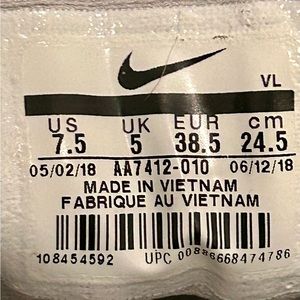 VL
US UK EUR cm
7.5 5 38.5 24.5
05/02/18 AA7412-010 06/12/18
MADE IN VIETNAM
FABRIQUE AU VIETNAM
108454592 UPC 00886668474786